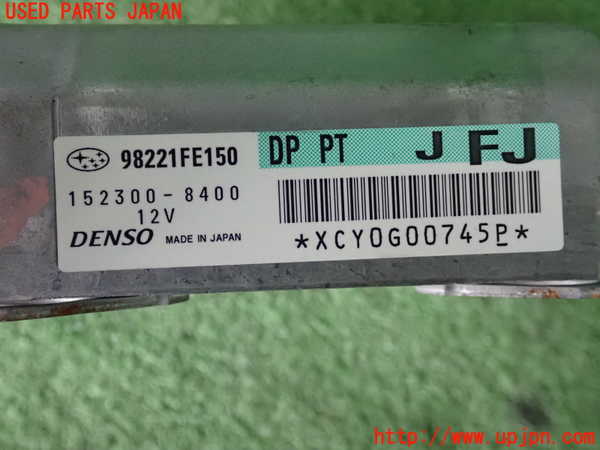 USED PARTS JAPAN
98221FE150
DP PT J FJ
152300-8400
12V
DENSO MADE IN JAPAN
*XCY0G00745P*
http://www.upjpn.com/